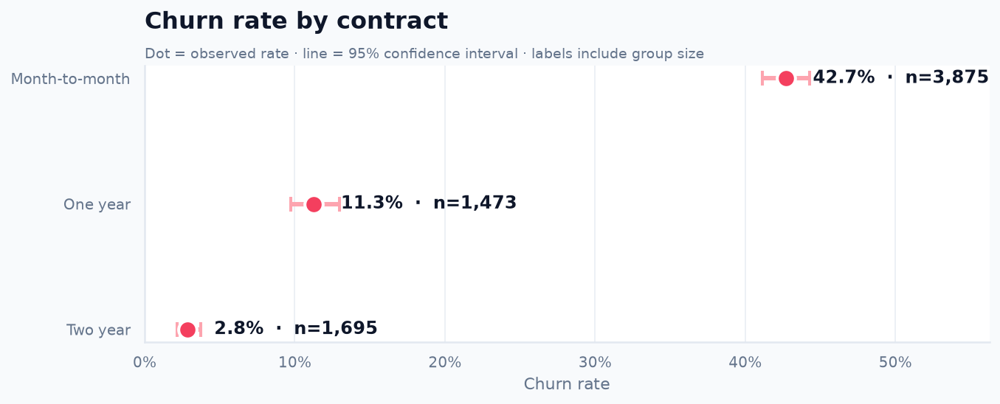 Churn rate by contract
Dot = observed rate · line = 95% confidence interval · labels include group size
Month-to-month
42.7% · n=3,875
One year
11.3% · n=1,473
Two year
2.8% · n=1,695
0% 10% 20% 30% 40% 50%
Churn rate